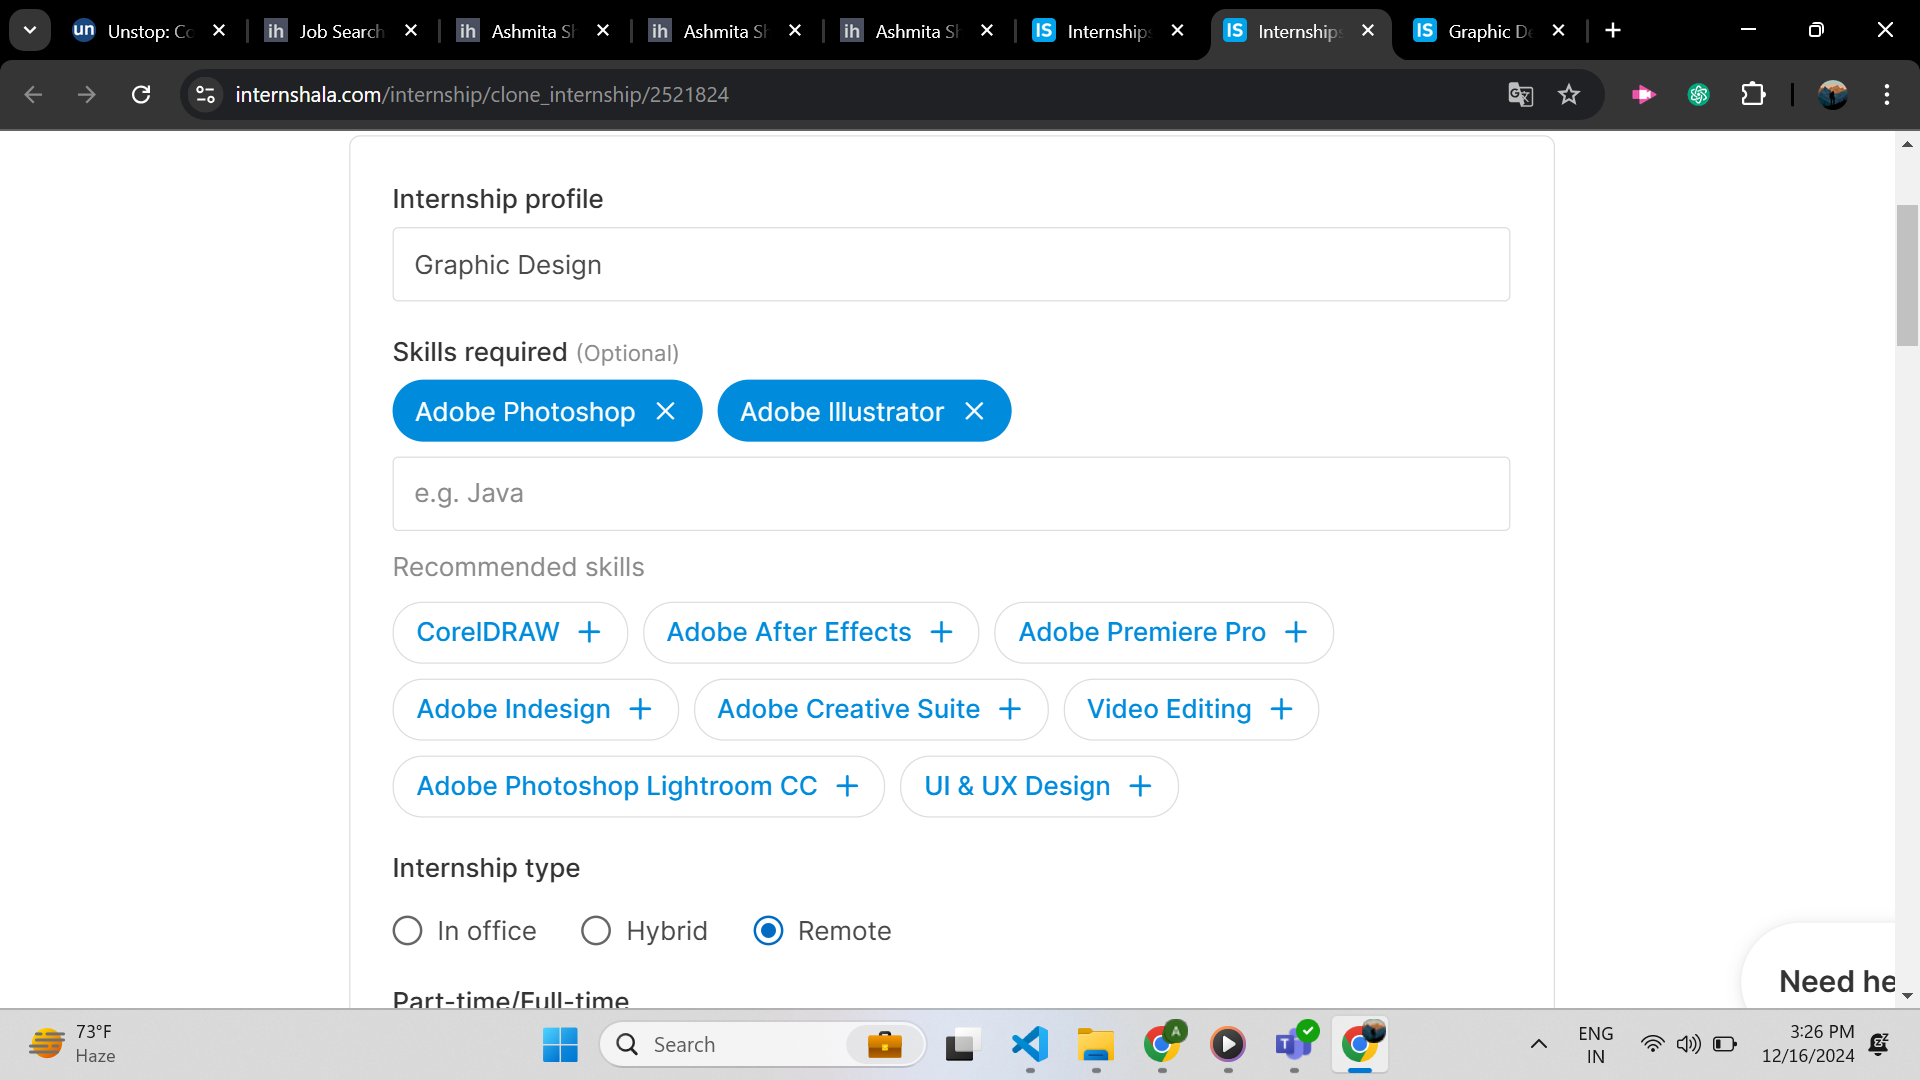 un Unstop: Co
ih Job Search
ih Ashmita Sh
ih Ashmita Sh
ih Ashmita Sh
IS Internships
IS Internships
IS Graphic De
internshala.com/internship/clone_internship/2521824
Internship profile
Graphic Design
Skills required (Optional)
Adobe Photoshop
Adobe Illustrator
e.g. Java
Recommended skills
CorelDRAW + Adobe After Effects + Adobe Premiere Pro +
Adobe Indesign + Adobe Creative Suite + Video Editing +
Adobe Photoshop Lightroom CC + UI & UX Design +
Internship type
In office Hybrid Remote
Part-time/Full-time
Need he
73°F
Haze
Search
A
T
ENG
IN
3:26 PM
12/16/2024